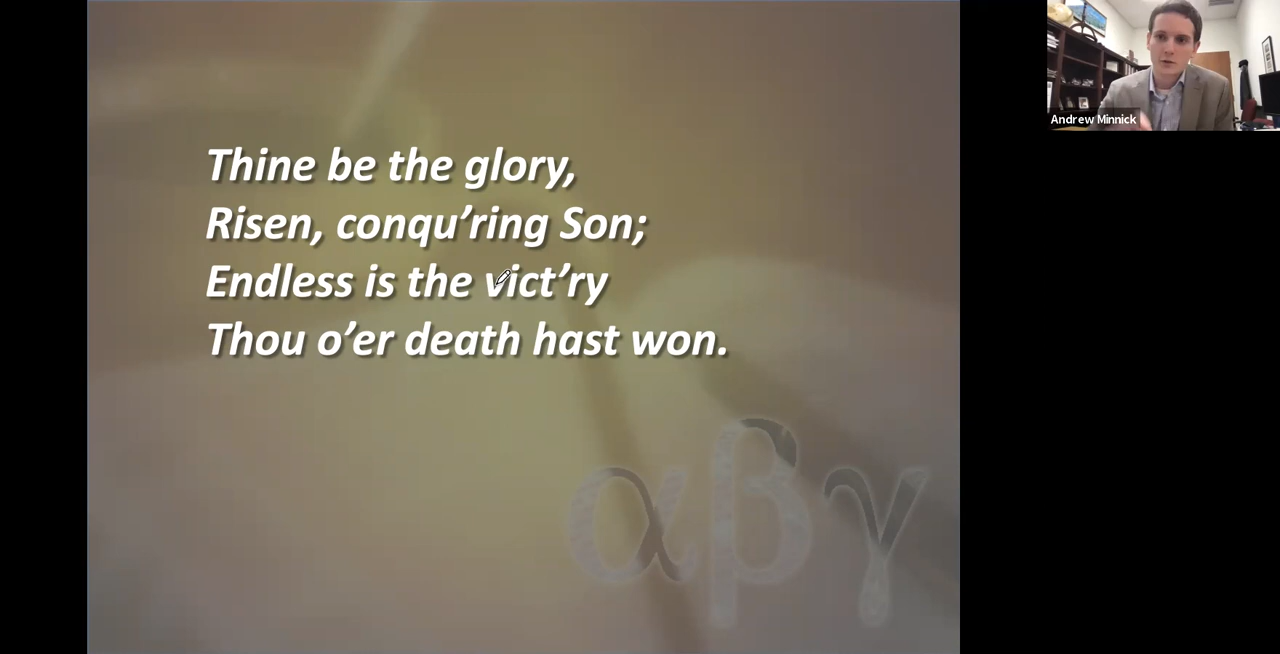 Thine be the glory,
Risen, conqu’ring Son;
Endless is the vict’ry
Thou o’er death hast won.
αβγ
Andrew Minnick